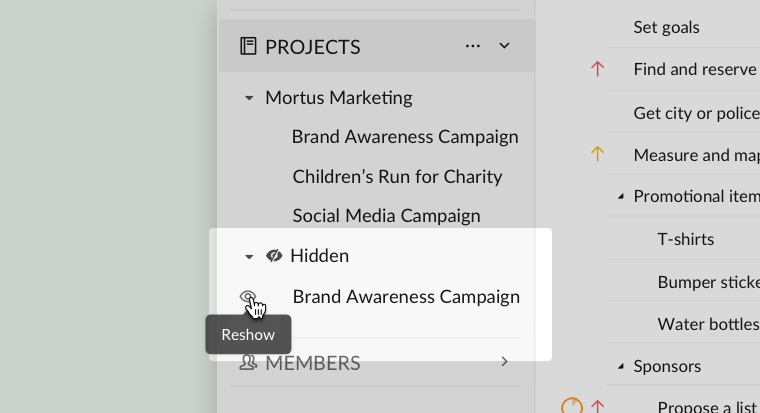 PROJECTS
Mortus Marketing
Brand Awareness Campaign
Children’s Run for Charity
Social Media Campaign
Hidden
Brand Awareness Campaign
Reshow
MEMBERS
Set goals
Find and reserve
Get city or police
Measure and map
Promotional item
T-shirts
Bumper sticke
Water bottles
Sponsors
Propose a list